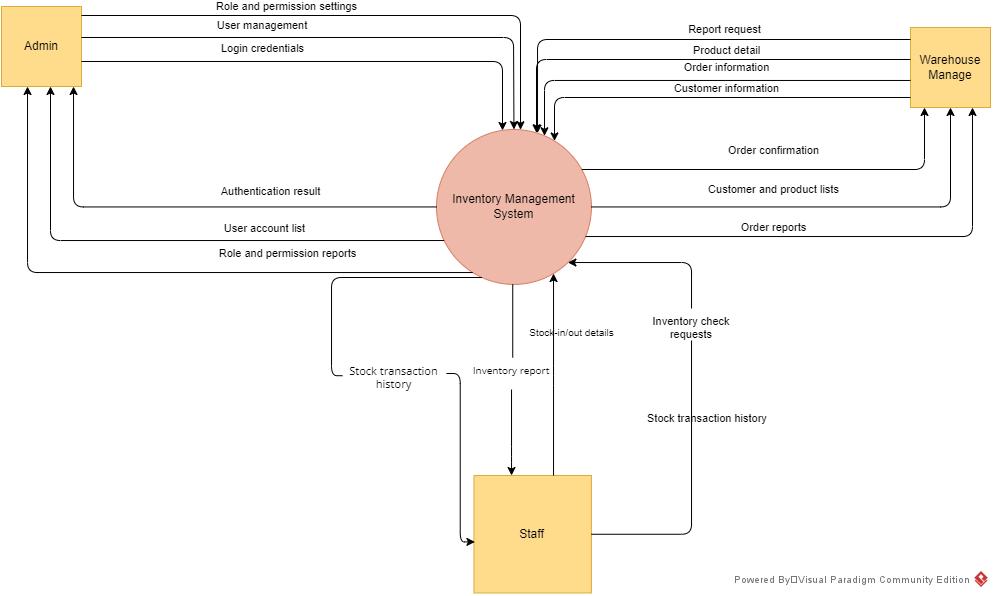 Role and permission settings
User management
Login credentials
Admin
Report request
Product detail
Order information
Customer information
Warehouse
Manage
Order confirmation
Authentication result
Customer and product lists
Inventory Management
System
User account list
Order reports
Role and permission reports
Stock-in/out details
Inventory check
requests
Stock transaction
history
Inventory report
Stock transaction history
Staff
Powered By□Visual Paradigm Community Edition